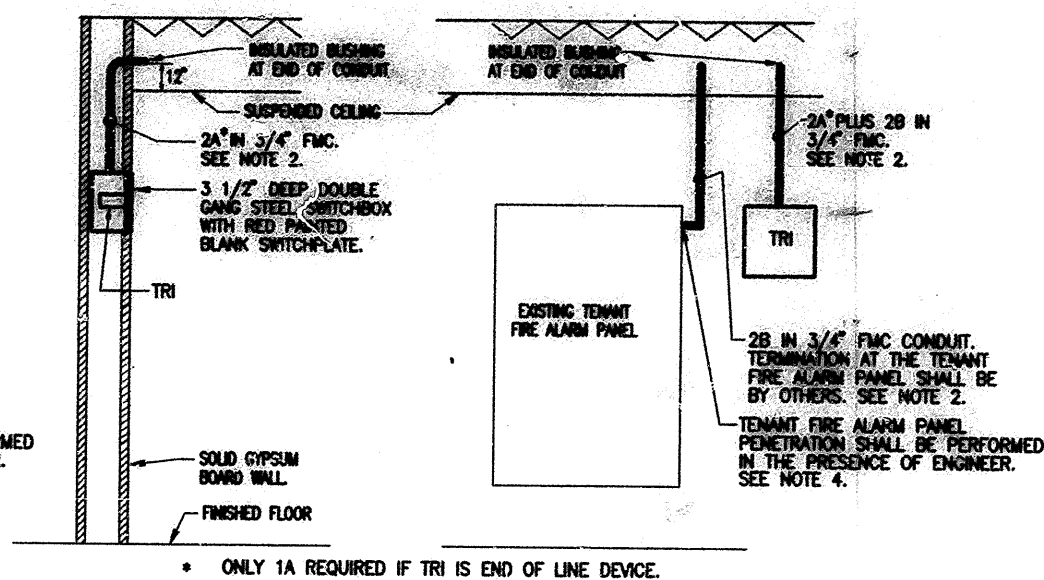 INSULATED BUSHING
AT END OF CONDUIT
12"
SUSPENDED CEILING
2A* IN 3/4" FMC.
SEE NOTE 2.
3 1/2" DEEP DOUBLE
GANG STEEL SWITCHBOX
WITH RED PAINTED
BLANK SWITCHPLATE.
TRI
SOLID GYPSUM
BOARD WALL.
FINISHED FLOOR
MED
INSULATED BUSHING
AT END OF CONDUIT
2A* PLUS 2B IN
3/4" FMC.
SEE NOTE 2.
TRI
EXISTING TENANT
FIRE ALARM PANEL
2B IN 3/4" FMC CONDUIT.
TERMINATION AT THE TENANT
FIRE ALARM PANEL SHALL BE
BY OTHERS. SEE NOTE 2.
TENANT FIRE ALARM PANEL
PENETRATION SHALL BE PERFORMED
IN THE PRESENCE OF ENGINEER.
SEE NOTE 4.
* ONLY 1A REQUIRED IF TRI IS END OF LINE DEVICE.